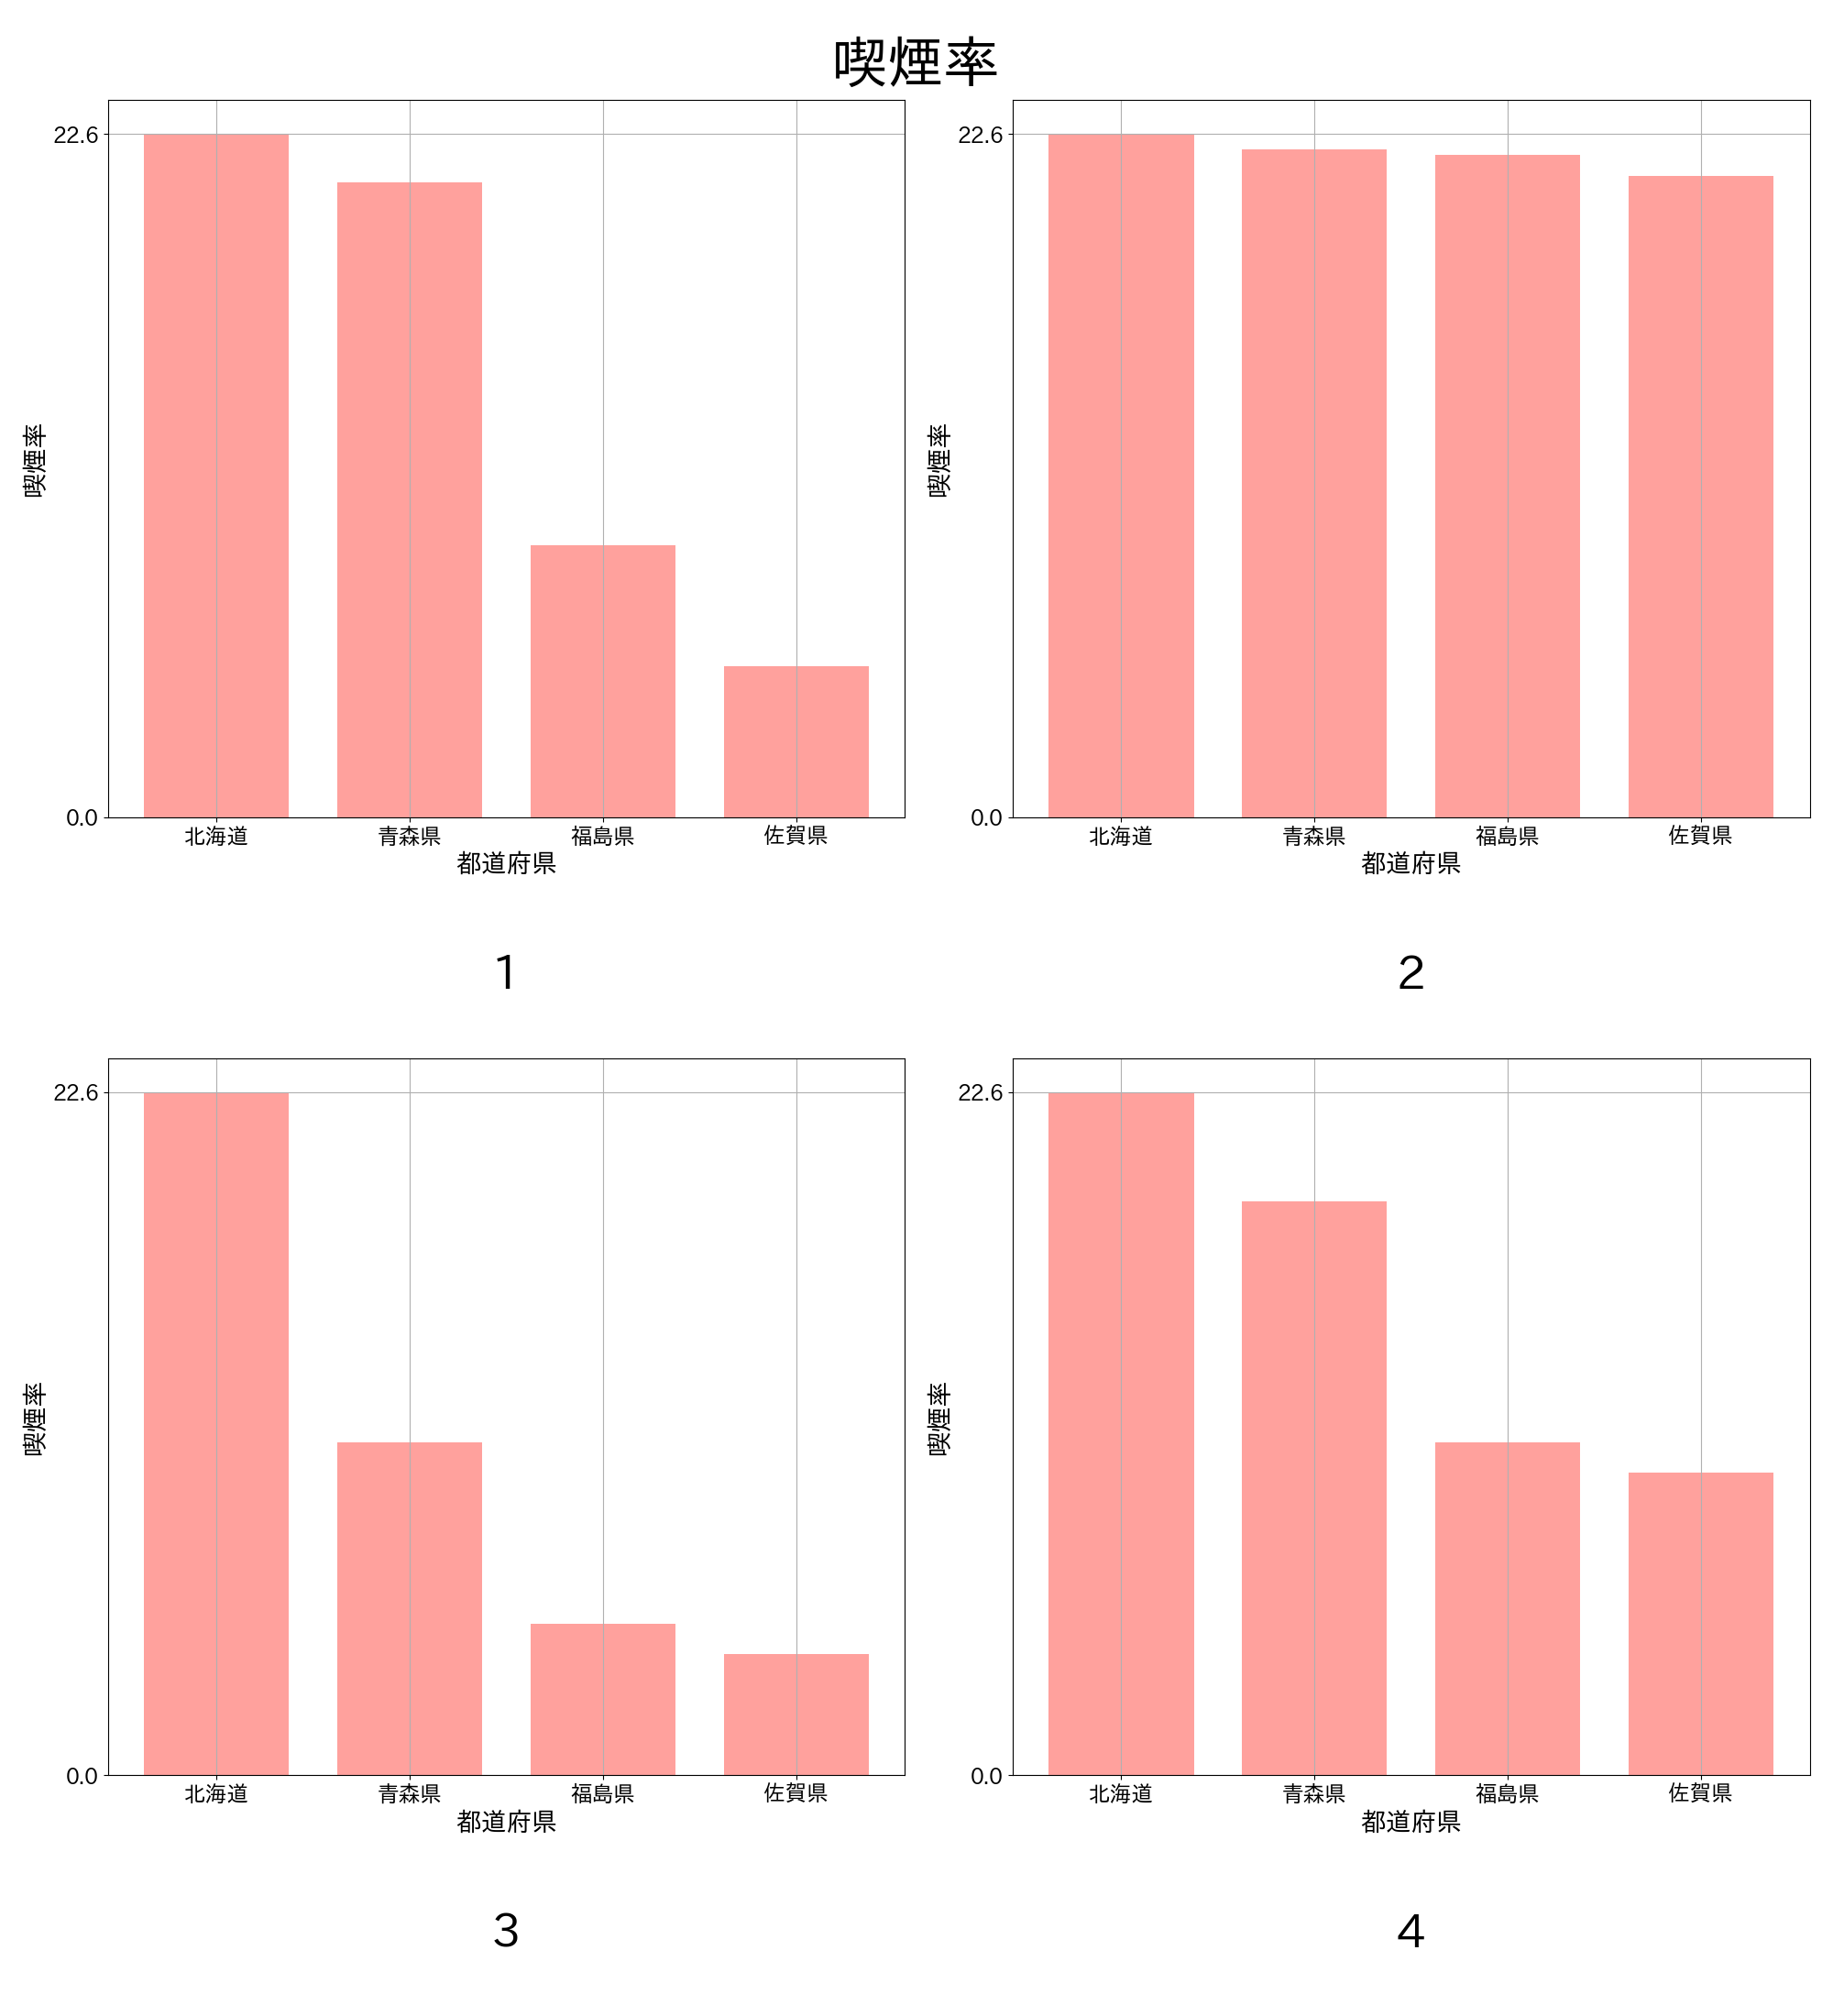 喫煙率
22.6
0.0
喫煙率
北海道 青森県 福島県 佐賀県
都道府県
1
22.6
0.0
喫煙率
北海道 青森県 福島県 佐賀県
都道府県
2
22.6
0.0
喫煙率
北海道 青森県 福島県 佐賀県
都道府県
3
22.6
0.0
喫煙率
北海道 青森県 福島県 佐賀県
都道府県
4